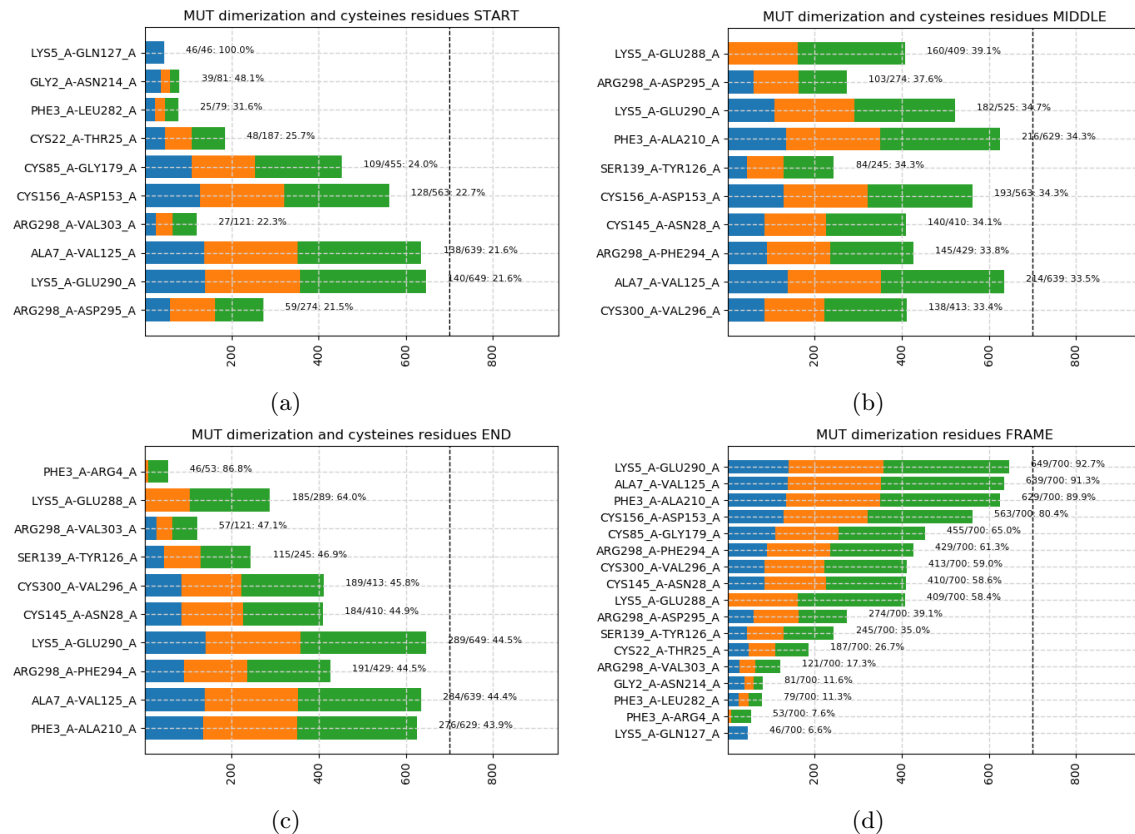 MUT dimerization and cysteines residues START
LYS5_A-GLN127_A 46/46: 100.0%
GLY2_A-ASN214_A 39/81: 48.1%
PHE3_A-LEU282_A 25/79: 31.6%
CYS22_A-THR25_A 48/187: 25.7%
CYS85_A-GLY179_A 109/455: 24.0%
CYS156_A-ASP153_A 128/563: 22.7%
ARG298_A-VAL303_A 27/121: 22.3%
ALA7_A-VAL125_A 138/639: 21.6%
LYS5_A-GLU290_A 140/649: 21.6%
ARG298_A-ASP295_A 59/274: 21.5%
200 400 600 800
(a)
MUT dimerization and cysteines residues MIDDLE
LYS5_A-GLU288_A 160/409: 39.1%
ARG298_A-ASP295_A 103/274: 37.6%
LYS5_A-GLU290_A 182/525: 34.7%
PHE3_A-ALA210_A 216/629: 34.3%
SER139_A-TYR126_A 84/245: 34.3%
CYS156_A-ASP153_A 193/563: 34.3%
CYS145_A-ASN28_A 140/410: 34.1%
ARG298_A-PHE294_A 145/429: 33.8%
ALA7_A-VAL125_A 214/639: 33.5%
CYS300_A-VAL296_A 138/413: 33.4%
200 400 600 800
(b)
MUT dimerization and cysteines residues END
PHE3_A-ARG4_A 46/53: 86.8%
LYS5_A-GLU288_A 185/289: 64.0%
ARG298_A-VAL303_A 57/121: 47.1%
SER139_A-TYR126_A 115/245: 46.9%
CYS300_A-VAL296_A 189/413: 45.8%
CYS145_A-ASN28_A 184/410: 44.9%
LYS5_A-GLU290_A 289/649: 44.5%
ARG298_A-PHE294_A 191/429: 44.5%
ALA7_A-VAL125_A 284/639: 44.4%
PHE3_A-ALA210_A 276/629: 43.9%
200 400 600 800
(c)
MUT dimerization residues FRAME
LYS5_A-GLU290_A 649/700: 92.7%
ALA7_A-VAL125_A 639/700: 91.3%
PHE3_A-ALA210_A 629/700: 89.9%
CYS156_A-ASP153_A 563/700: 80.4%
CYS85_A-GLY179_A 455/700: 65.0%
ARG298_A-PHE294_A 429/700: 61.3%
CYS300_A-VAL296_A 413/700: 59.0%
CYS145_A-ASN28_A 410/700: 58.6%
LYS5_A-GLU288_A 409/700: 58.4%
ARG298_A-ASP295_A 274/700: 39.1%
SER139_A-TYR126_A 245/700: 35.0%
CYS22_A-THR25_A 187/700: 26.7%
ARG298_A-VAL303_A 121/700: 17.3%
GLY2_A-ASN214_A 81/700: 11.6%
PHE3_A-LEU282_A 79/700: 11.3%
PHE3_A-ARG4_A 53/700: 7.6%
LYS5_A-GLN127_A 46/700: 6.6%
200 400 600 800
(d)